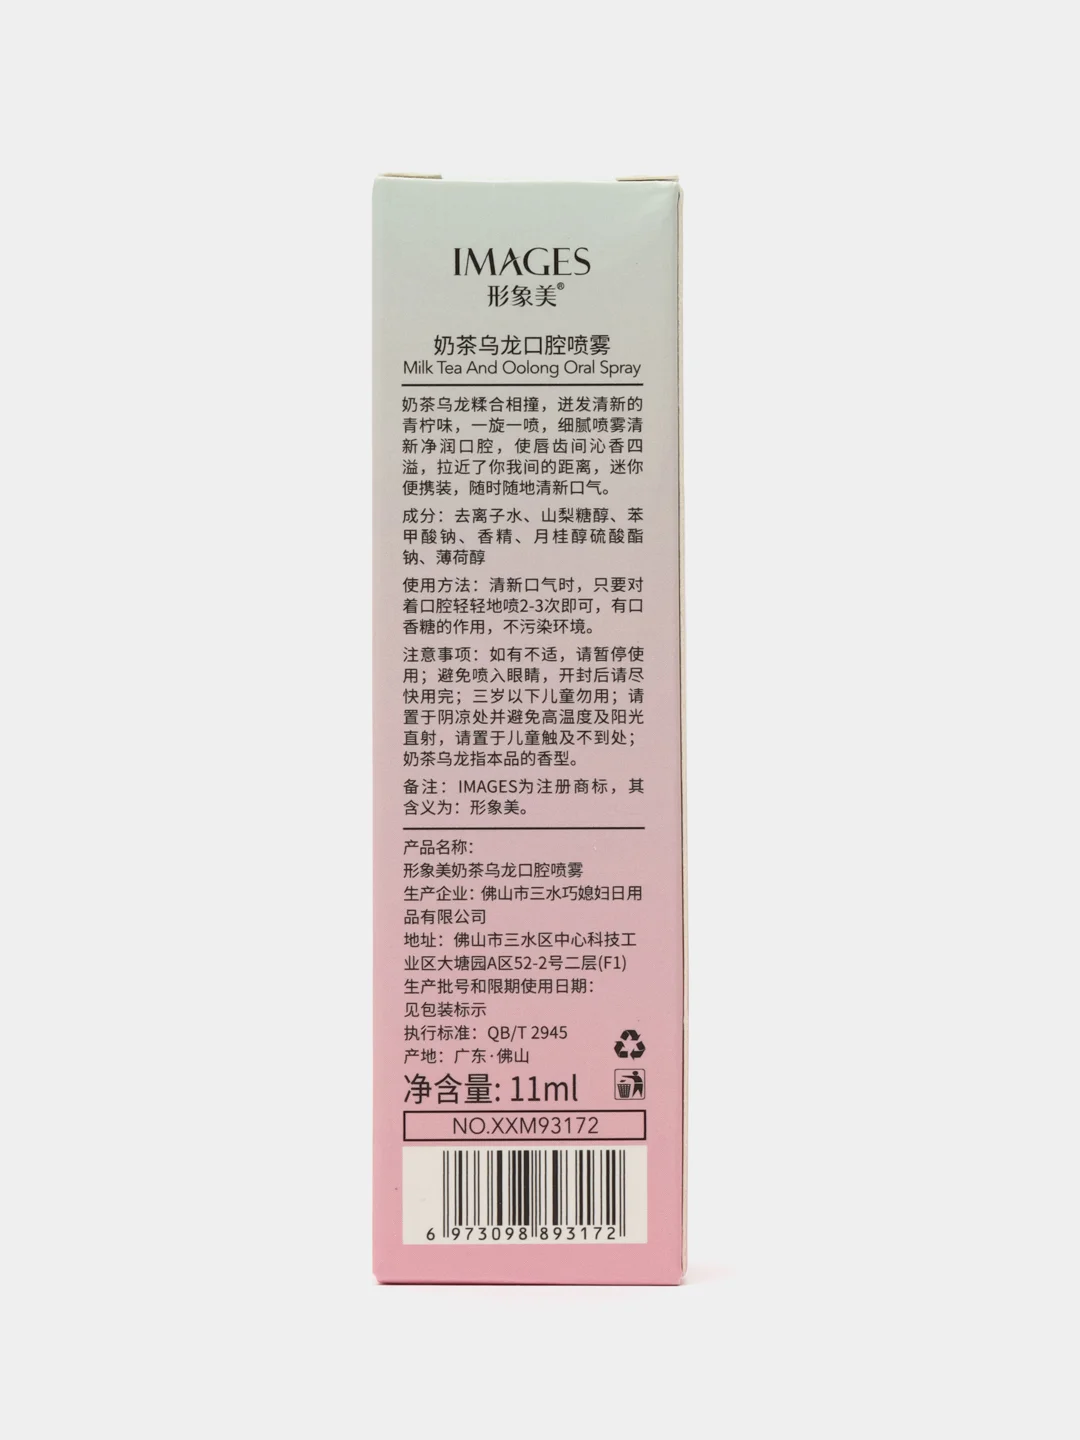 IMAGES
形象美®
奶茶乌龙口腔喷雾
Milk Tea And Oolong Oral Spray
奶茶乌龙糅合相撞，迸发清新的
青柠味，一旋一喷，细腻喷雾清
新净润口腔，使唇齿间沁香四
溢，拉近了你我间的距离，迷你
便携装，随时随地清新口气。
成分：去离子水、山梨糖醇、苯
甲酸钠、香精、月桂醇硫酸酯
钠、薄荷醇
使用方法：清新口气时，只要对
着口腔轻轻地喷2-3次即可，有口
香糖的作用，不污染环境。
注意事项：如有不适，请暂停使
用；避免喷入眼睛，开封后请尽
快用完；三岁以下儿童勿用；请
置于阴凉处并避免高温度及阳光
直射，请置于儿童触及不到处；
奶茶乌龙指本品的香型。
备注：IMAGES为注册商标，其
含义为：形象美。
产品名称：
形象美奶茶乌龙口腔喷雾
生产企业：佛山市三水巧媳妇日用
品有限公司
地址：佛山市三水区中心科技工
业区大塘园A区52-2号二层(F1)
生产批号和限期使用日期：
见包装标示
执行标准：QB/T 2945
产地：广东·佛山
净含量: 11ml
NO.XXM93172
6 973098 893172